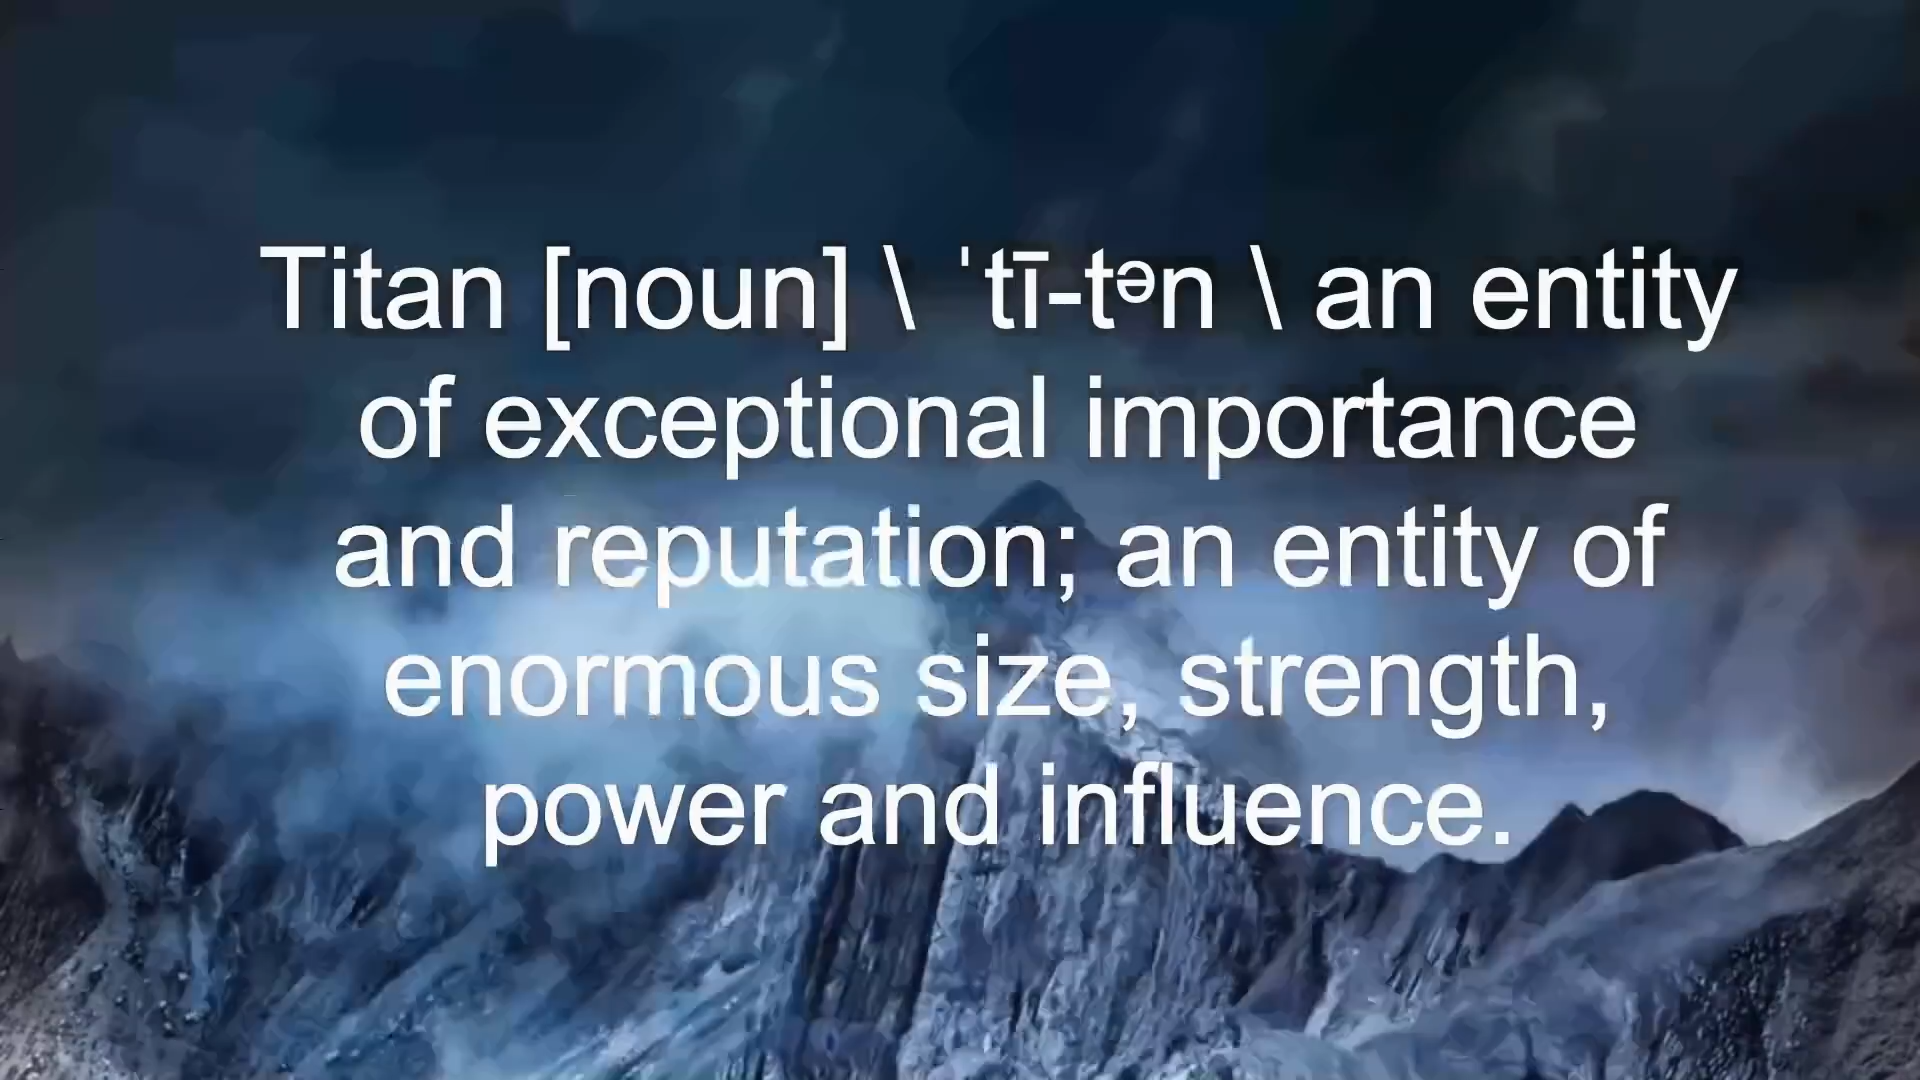 Titan [noun] \ ˈtī-tᵊn \ an entity
of exceptional importance
and reputation; an entity of
enormous size, strength,
power and influence.